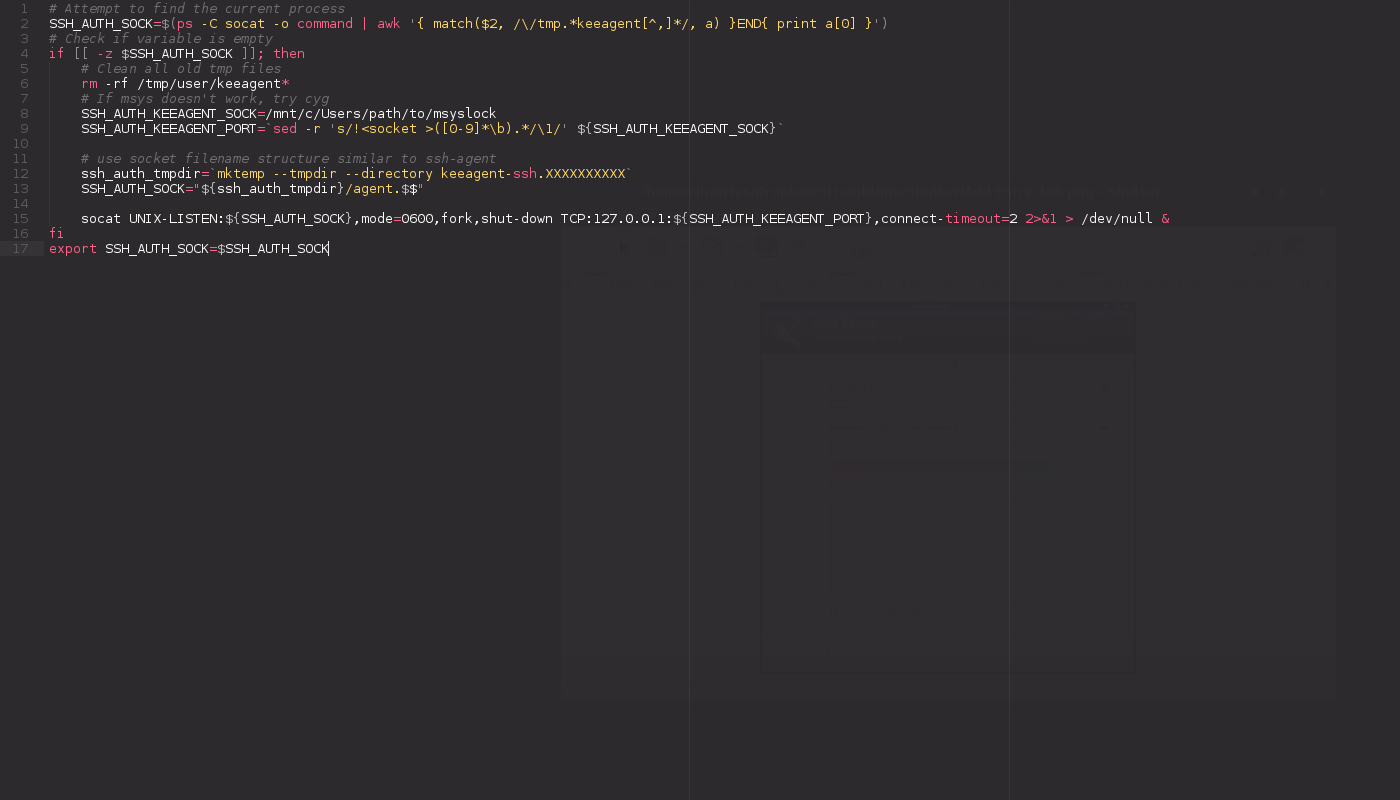 1 # Attempt to find the current process
2 SSH_AUTH_SOCK=$(ps -C socat -o command | awk '{ match($2, /\/tmp.*keeagent[^,]*/, a) }END{ print a[0] }')
3 # Check if variable is empty
4 if [[ -z $SSH_AUTH_SOCK ]]; then
5     # Clean all old tmp files
6     rm -rf /tmp/user/keeagent*
7     # If msys doesn't work, try cyg
8     SSH_AUTH_KEEAGENT_SOCK=/mnt/c/Users/path/to/msyslock
9     SSH_AUTH_KEEAGENT_PORT=`sed -r 's/!<socket >([0-9]*\b).*/\1/' ${SSH_AUTH_KEEAGENT_SOCK}`
10
11     # use socket filename structure similar to ssh-agent
12     ssh_auth_tmpdir=`mktemp --tmpdir --directory keeagent-ssh.XXXXXXXXXX`
13     SSH_AUTH_SOCK="${ssh_auth_tmpdir}/agent.$$"
14
15     socat UNIX-LISTEN:${SSH_AUTH_SOCK},mode=0600,fork,shut-down TCP:127.0.0.1:${SSH_AUTH_KEEAGENT_PORT},connect-timeout=2 2>&1 > /dev/null &
16 fi
17 export SSH_AUTH_SOCK=$SSH_AUTH_SOCK